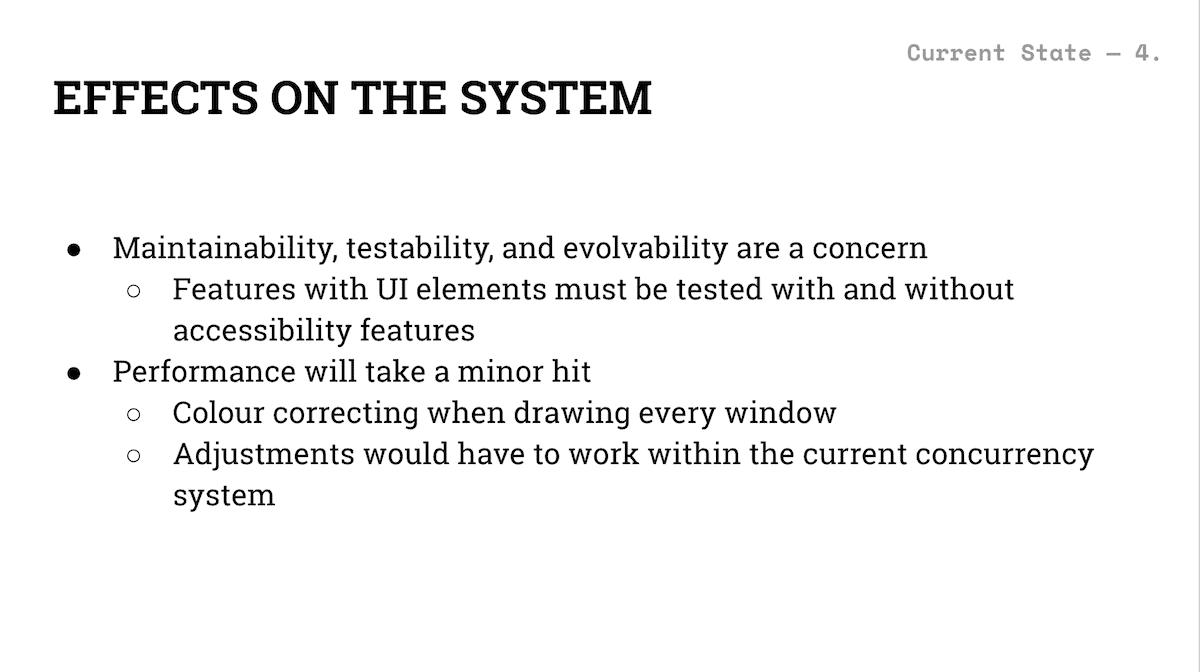 Current State — 4.
EFFECTS ON THE SYSTEM
● Maintainability, testability, and evolvability are a concern
○ Features with UI elements must be tested with and without
accessibility features
● Performance will take a minor hit
○ Colour correcting when drawing every window
○ Adjustments would have to work within the current concurrency
system